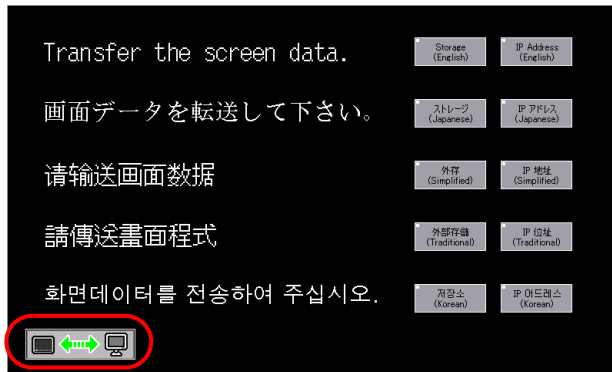 Transfer the screen data.
Storage
(English)
IP Address
(English)
画面データを転送して下さい。
ストレージ
(Japanese)
IP アドレス
(Japanese)
请输送画面数据
外存
(Simplified)
IP 地址
(Simplified)
請傳送畫面程式
外部存儲
(Traditional)
IP 位址
(Traditional)
화면데이터를 전송하여 주십시오.
저장소
(Korean)
IP 어드레스
(Korean)